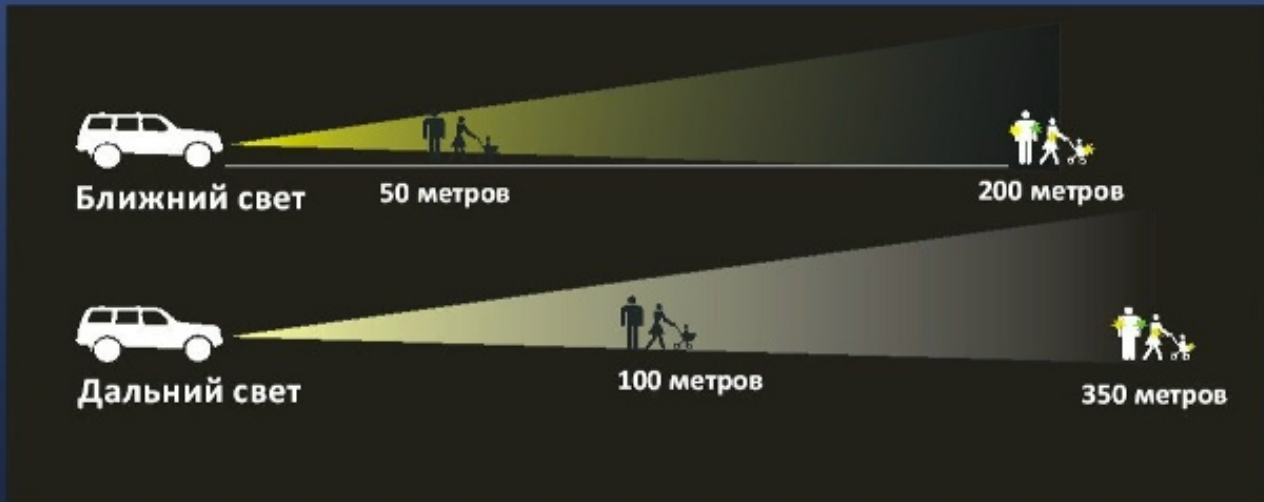 Ближний свет
50 метров
200 метров
Дальний свет
100 метров
350 метров